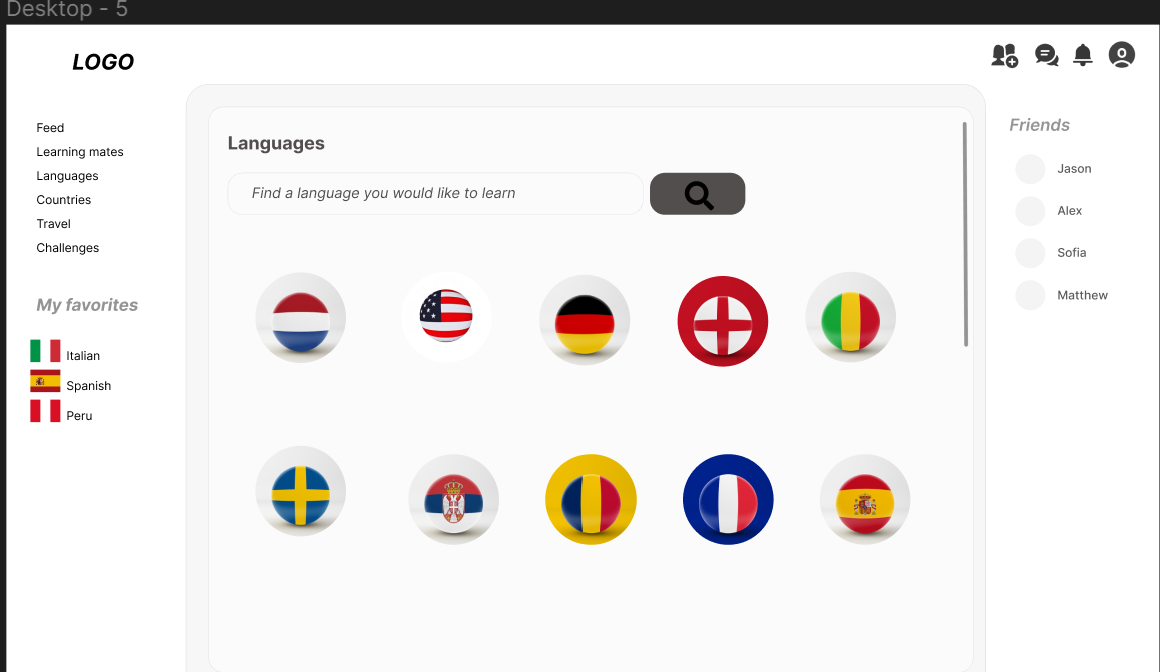 Desktop - 5
LOGO
Feed
Learning mates
Languages
Countries
Travel
Challenges
My favorites
Italian
Spanish
Peru
Languages
Find a language you would like to learn
Friends
Jason
Alex
Sofia
Matthew